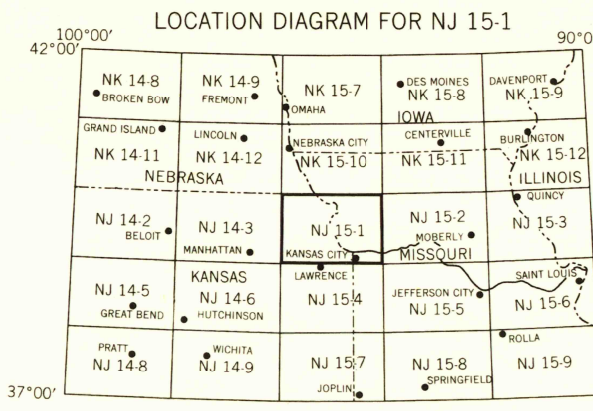 LOCATION DIAGRAM FOR NJ 15-1
100°00' 90°0
42°00'
NK 14-8 NK 14-9 NK 15-7 DES MOINES DAVENPORT
BROKEN BOW FREMONT OMAHA NK 15-8 NK 15-9
IOWA
GRAND ISLAND LINCOLN NEBRASKA CITY CENTERVILLE BURLINGTON
NK 14-11 NK 14-12 NK 15-10 NK 15-11 NK 15-12
NEBRASKA ILLINOIS
QUINCY
NJ 14-2 NJ 14-3 NJ 15-1 NJ 15-2 NJ 15-3
BELOIT MANHATTAN KANSAS CITY MOBERLY
MISSOURI
KANSAS LAWRENCE SAINT LOUIS
NJ 14-5 NJ 14-6 NJ 15-4 JEFFERSON CITY NJ 15-6
GREAT BEND HUTCHINSON NJ 15-5
ROLLA
PRATT WICHITA
NJ 14-8 NJ 14-9 NJ 15-7 NJ 15-8 NJ 15-9
JOPLIN SPRINGFIELD
37°00'